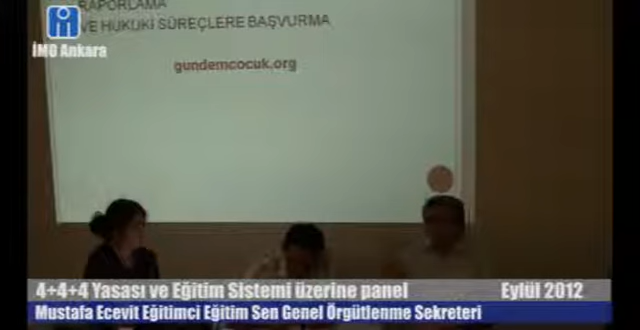 RAPORLAMA
VE HUKUKİ SÜREÇLERE BAŞVURMA
İMO Ankara
gundemcocuk.org
4+4+4 Yasası ve Eğitim Sistemi üzerine panel Eylül 2012
Mustafa Ecevit Eğitimci Eğitim Sen Genel Örgütlenme Sekreteri